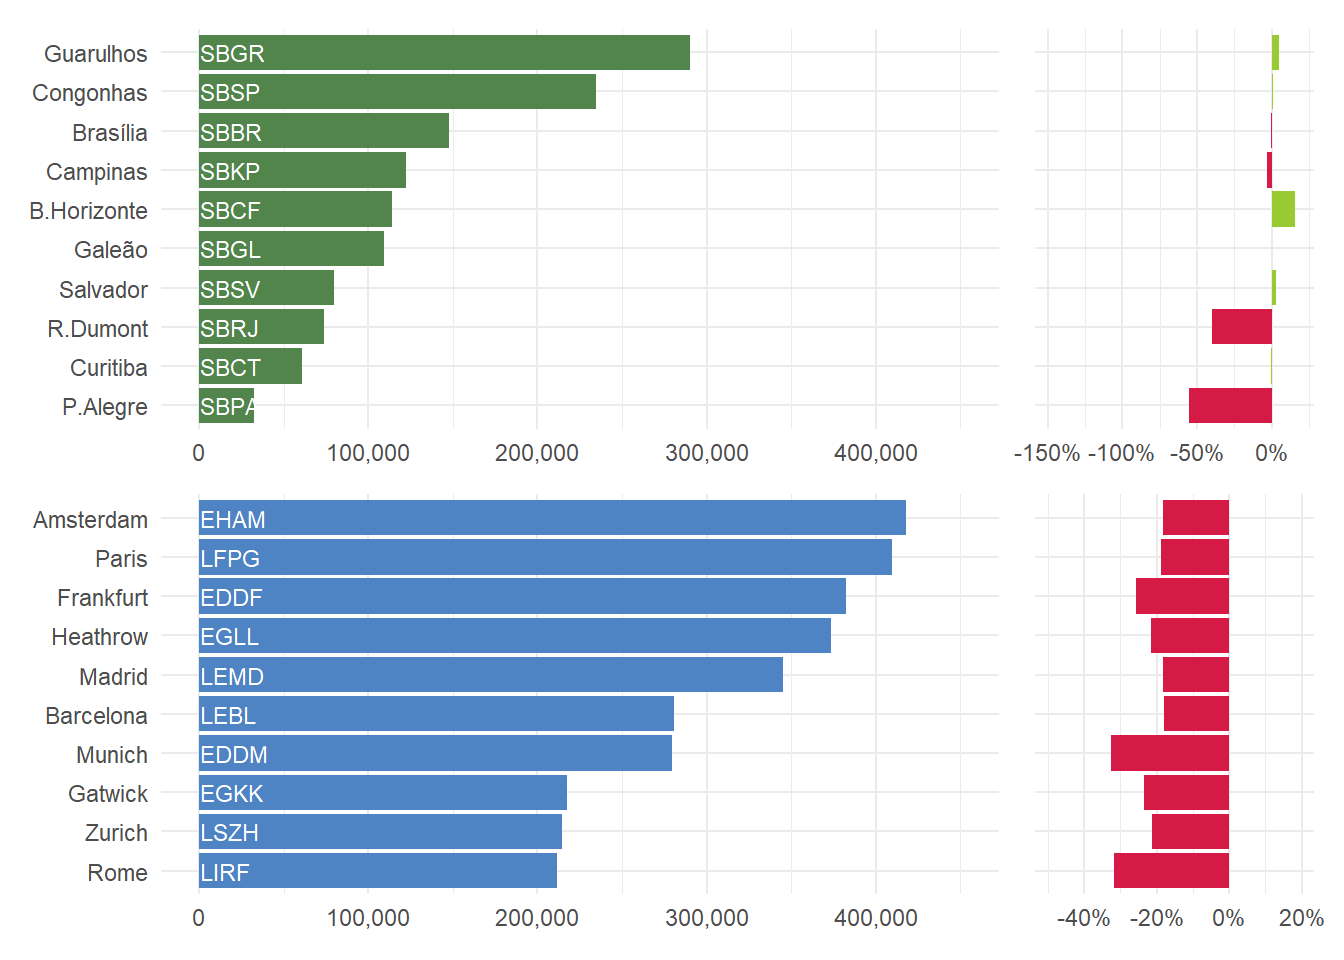 Guarulhos SBGR
Congonhas SBSP
Brasília SBBR
Campinas SBKP
B.Horizonte SBCF
Galeão SBGL
Salvador SBSV
R.Dumont SBRJ
Curitiba SBCT
P.Alegre SBPA
0 100,000 200,000 300,000 400,000 -150% -100% -50% 0%
Amsterdam EHAM
Paris LFPG
Frankfurt EDDF
Heathrow EGLL
Madrid LEMD
Barcelona LEBL
Munich EDDM
Gatwick EGKK
Zurich LSZH
Rome LIRF
0 100,000 200,000 300,000 400,000 -40% -20% 0% 20%